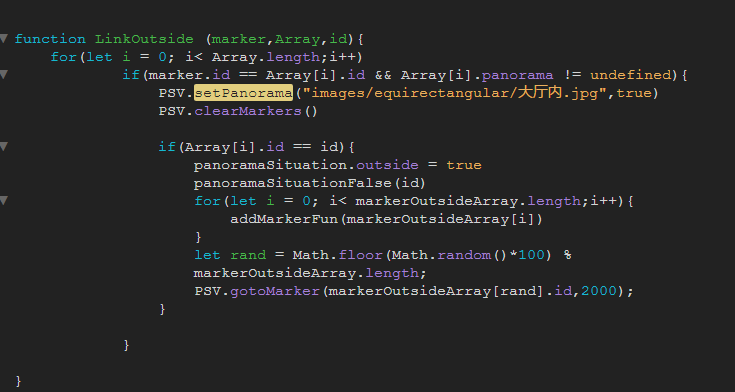 function LinkOutside (marker,Array,id){
for(let i = 0; i< Array.length;i++)
if(marker.id == Array[i].id && Array[i].panorama != undefined){
PSV.setPanorama("images/equirectangular/大厅内.jpg",true)
PSV.clearMarkers()
if(Array[i].id == id){
panoramaSituation.outside = true
panoramaSituationFalse(id)
for(let i = 0; i< markerOutsideArray.length;i++){
addMarkerFun(markerOutsideArray[i])
}
let rand = Math.floor(Math.random()*100) %
markerOutsideArray.length;
PSV.gotoMarker(markerOutsideArray[rand].id,2000);
}
}
}